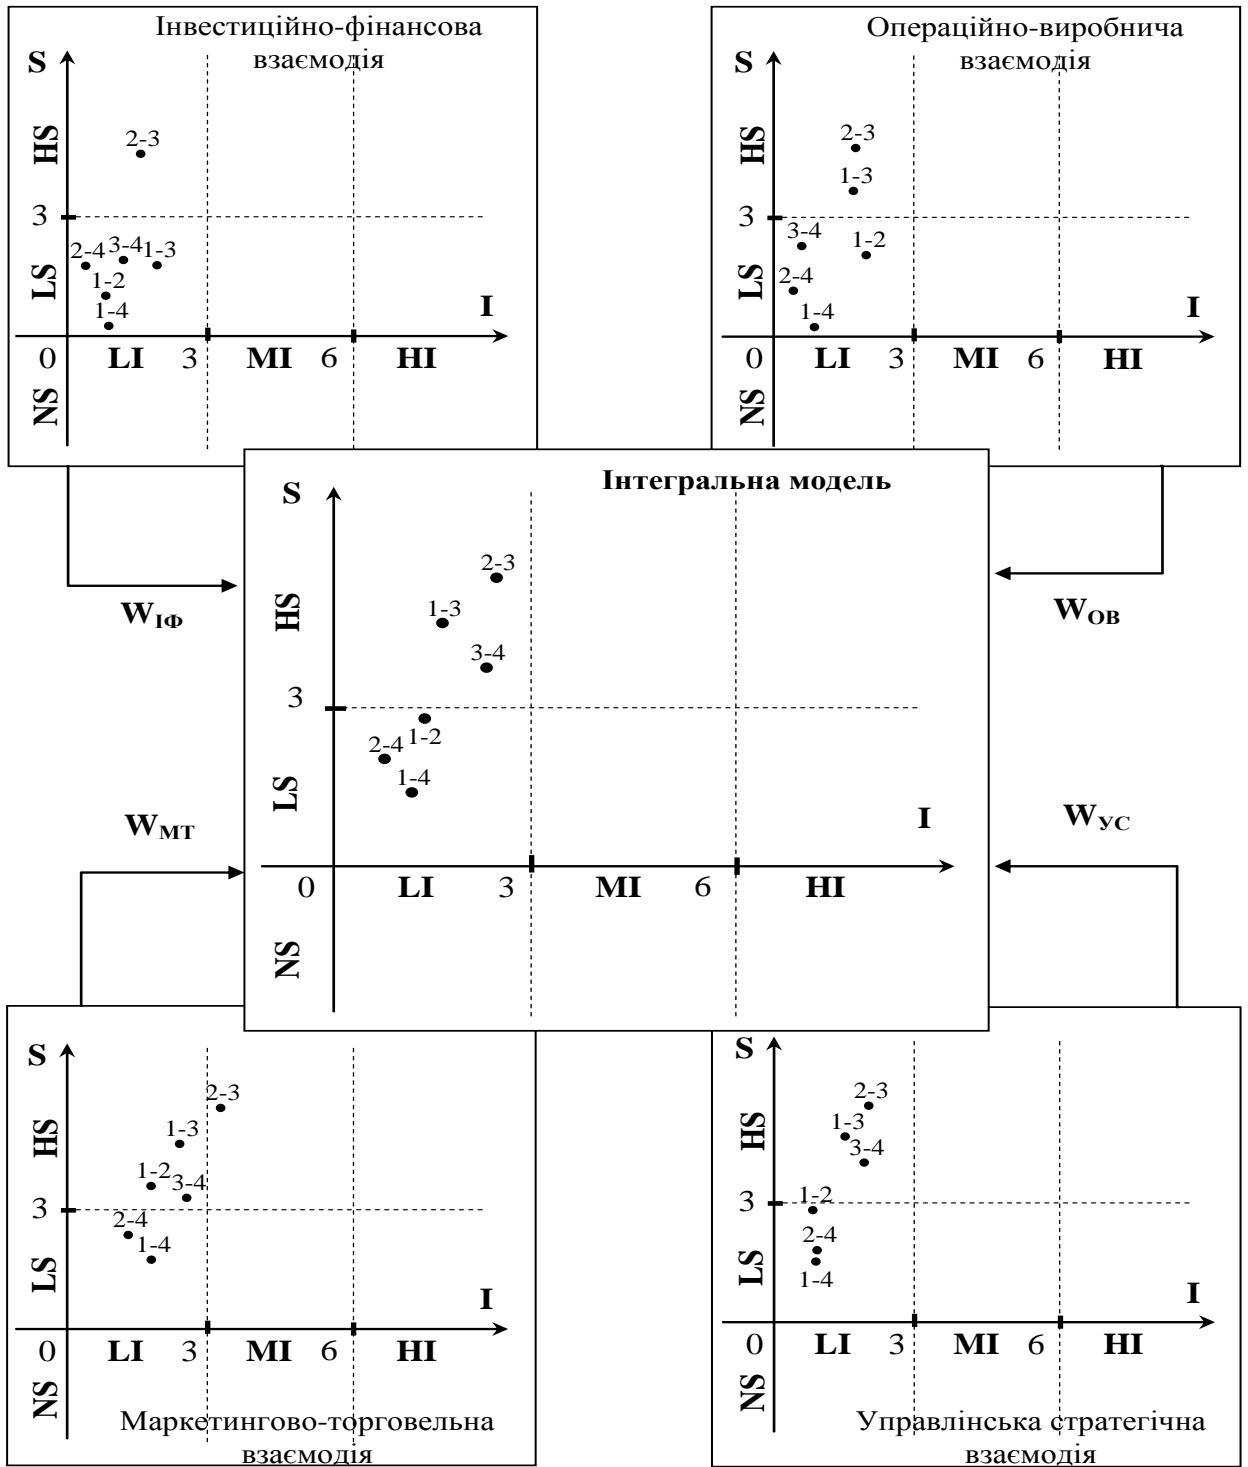 Інвестиційно-фінансова
взаємодія
S
HS
2-3
3
2-4 3-4 1-3
LS
1-2
1-4
I
0 LI 3 MI 6 HI
NS
Операційно-виробнича
взаємодія
S
HS
2-3
1-3
3
3-4
1-2
LS
2-4
1-4
I
0 LI 3 MI 6 HI
NS
Інтегральна модель
S
2-3
HS
1-3
3-4
3
1-2
2-4
LS
1-4
I
0 LI 3 MI 6 HI
NS
WІФ
WОВ
WМТ
WУС
S
2-3
HS
1-3
1-2 3-4
3
2-4
1-4
LS
I
0 LI 3 MI 6 HI
NS
Маркетингово-торговельна
взаємодія
S
2-3
HS
1-3
3-4
3
1-2
2-4
LS
1-4
I
0 LI 3 MI 6 HI
NS
Управлінська стратегічна
взаємодія